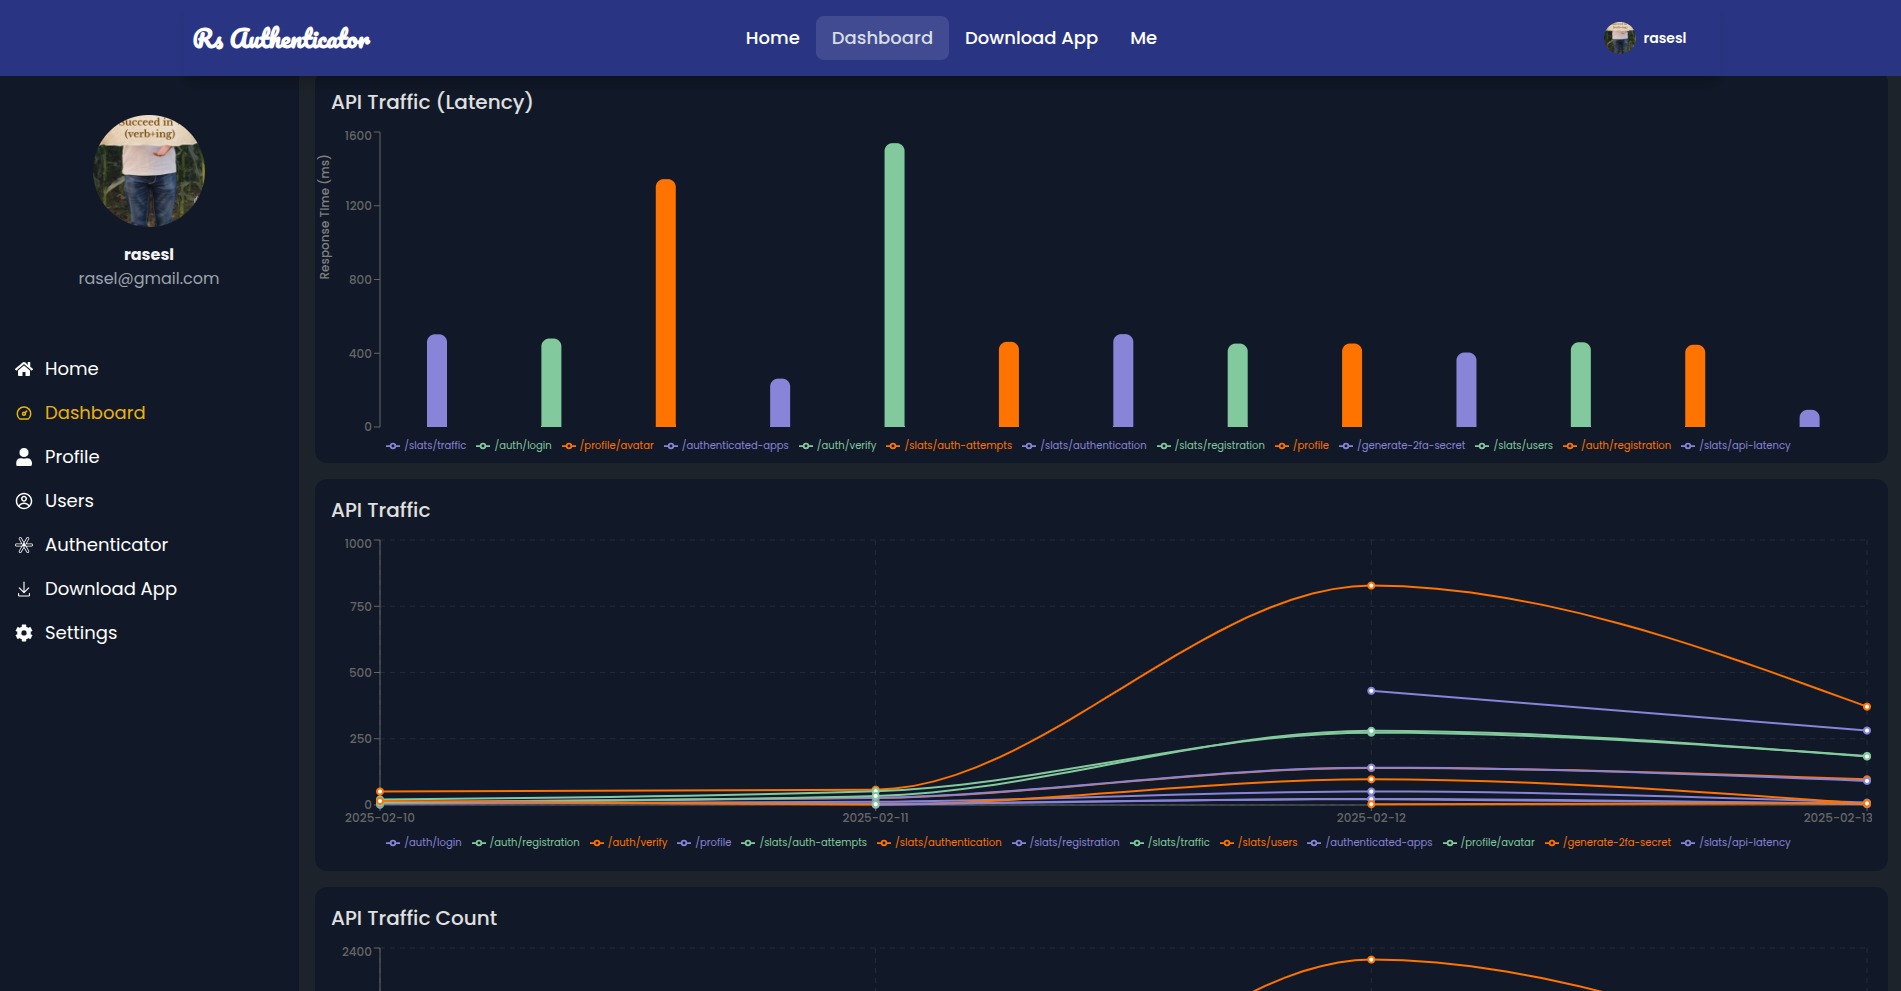 Rs Authenticator
Home Dashboard Download App Me
rasesl
Succeed in
(verb+ing)
rasesl
rasel@gmail.com
Home
Dashboard
Profile
Users
Authenticator
Download App
Settings
API Traffic (Latency)
Response Time (ms)
1600
1200
800
400
0
/slats/traffic /auth/login /profile/avatar /authenticated-apps /auth/verify /slats/auth-attempts /slats/authentication /slats/registration /profile /generate-2fa-secret /slats/users /auth/registration /slats/api-latency
API Traffic
1000
750
500
250
0
2025-02-10 2025-02-11 2025-02-12 2025-02-13
/auth/login /auth/registration /auth/verify /profile /slats/auth-attempts /slats/authentication /slats/registration /slats/traffic /slats/users /authenticated-apps /profile/avatar /generate-2fa-secret /slats/api-latency
API Traffic Count
2400